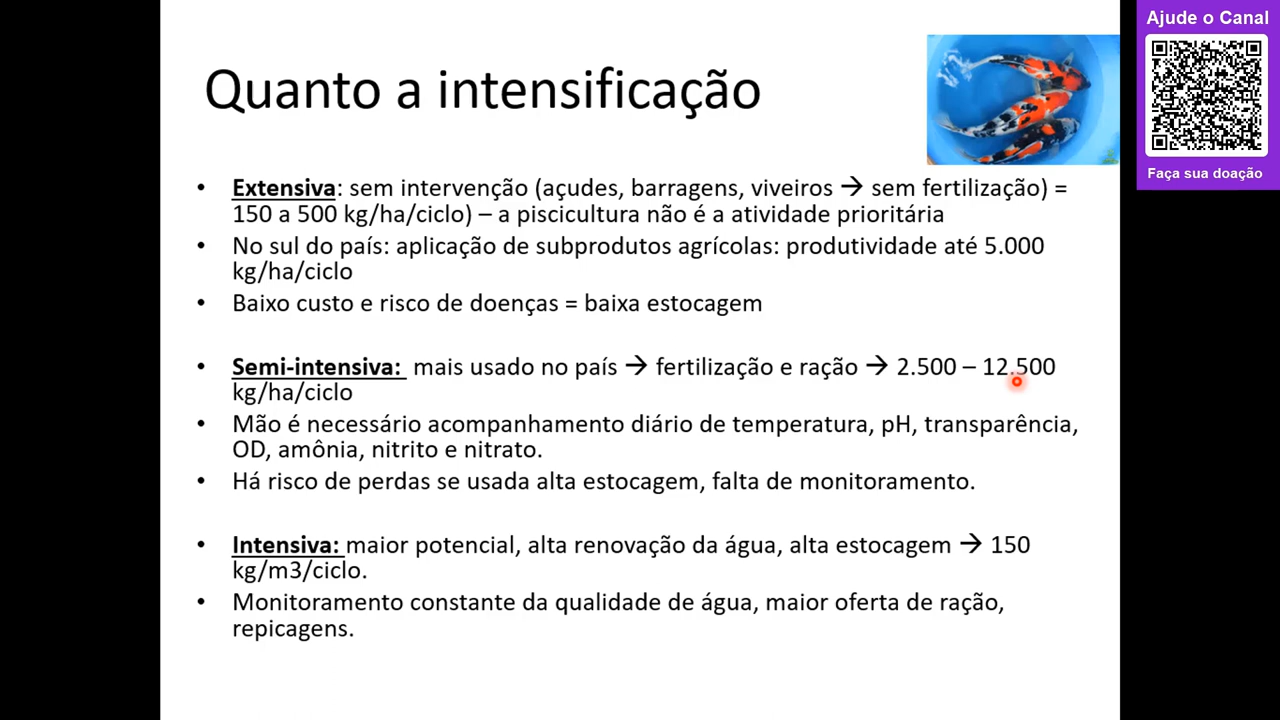 Ajude o Canal
Faça sua doação
Quanto a intensificação
• Extensiva: sem intervenção (açudes, barragens, viveiros → sem fertilização) =
150 a 500 kg/ha/ciclo) – a piscicultura não é a atividade prioritária
• No sul do país: aplicação de subprodutos agrícolas: produtividade até 5.000
kg/ha/ciclo
• Baixo custo e risco de doenças = baixa estocagem
• Semi-intensiva: mais usado no país → fertilização e ração → 2.500 – 12.500
kg/ha/ciclo
• Mão é necessário acompanhamento diário de temperatura, pH, transparência,
OD, amônia, nitrito e nitrato.
• Há risco de perdas se usada alta estocagem, falta de monitoramento.
• Intensiva: maior potencial, alta renovação da água, alta estocagem → 150
kg/m3/ciclo.
• Monitoramento constante da qualidade de água, maior oferta de ração,
repicagens.